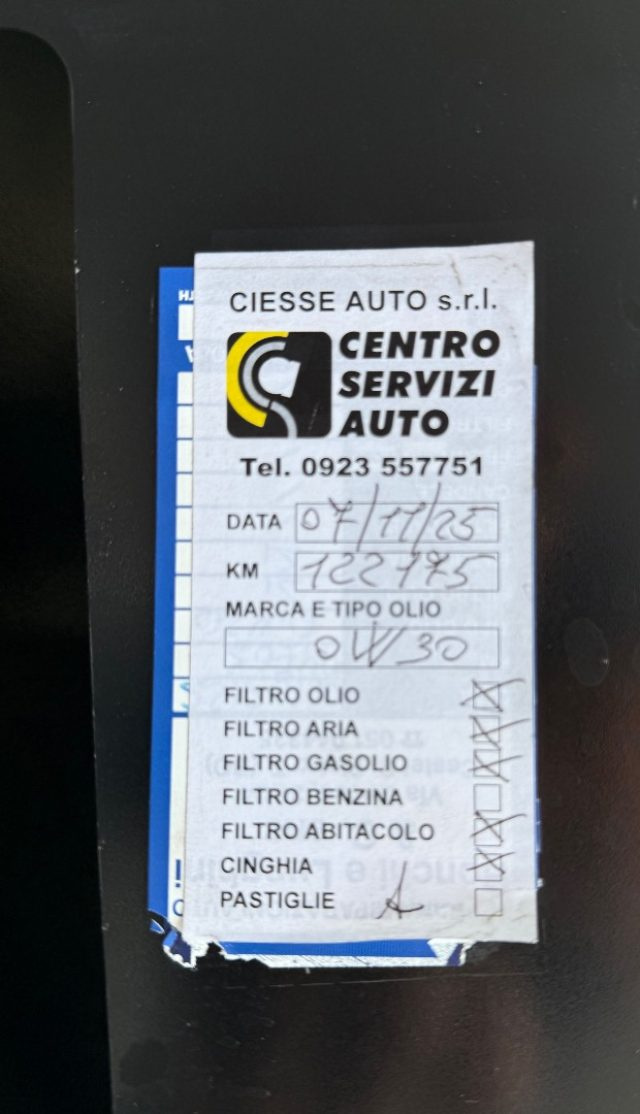 CIESSE AUTO s.r.l.
CENTRO
SERVIZI
AUTO
Tel. 0923 557751
DATA 07/11/25
KM 122175
MARCA E TIPO OLIO
0W30
FILTRO OLIO
FILTRO ARIA
FILTRO GASOLIO
FILTRO BENZINA
FILTRO ABITACOLO
CINGHIA
PASTIGLIE